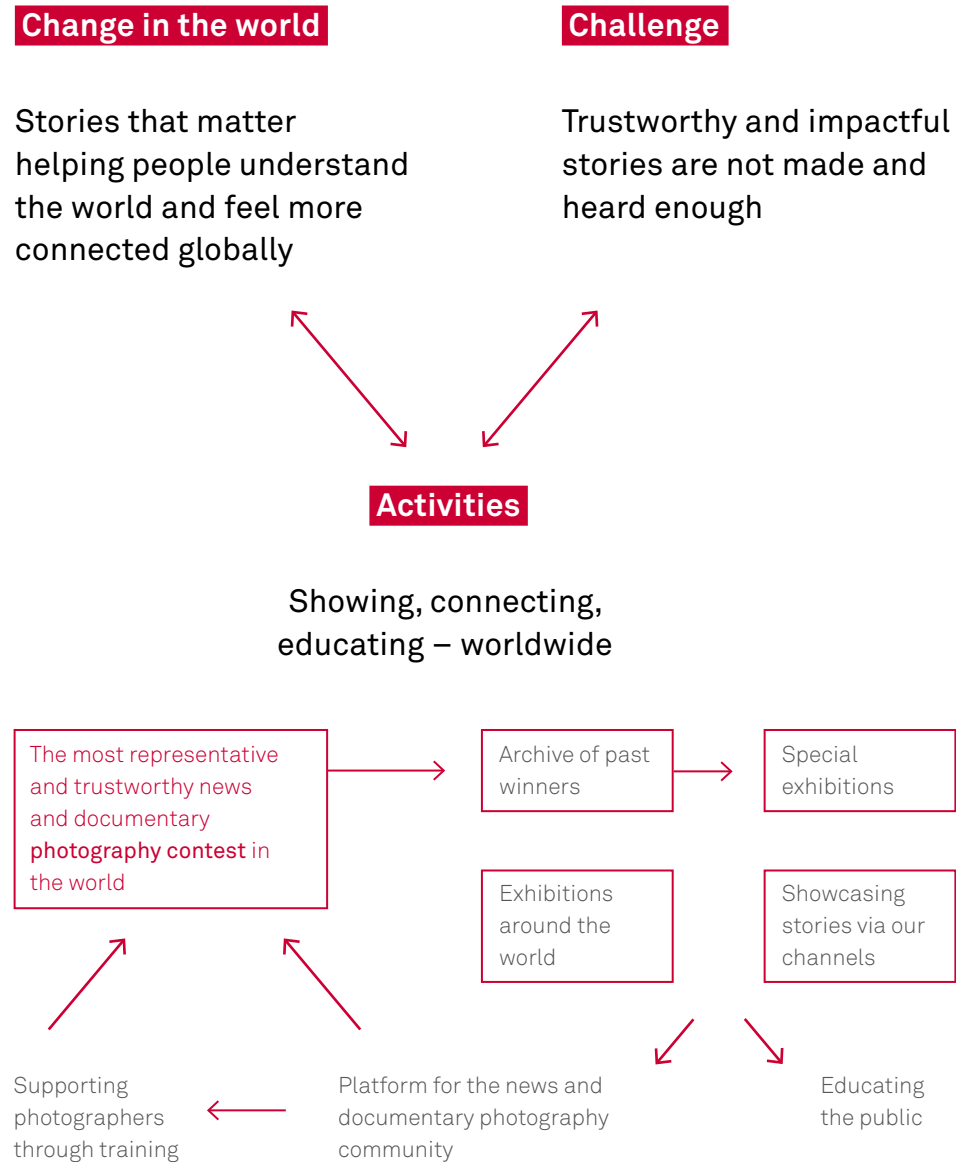 Change in the world
Challenge
Stories that matter
helping people understand
the world and feel more
connected globally
Trustworthy and impactful
stories are not made and
heard enough
Activities
Showing, connecting,
educating – worldwide
The most representative
and trustworthy news
and documentary
photography contest in
the world
Archive of past
winners
Special
exhibitions
Exhibitions
around the
world
Showcasing
stories via our
channels
Supporting
photographers
through training
Platform for the news and
documentary photography
community
Educating
the public